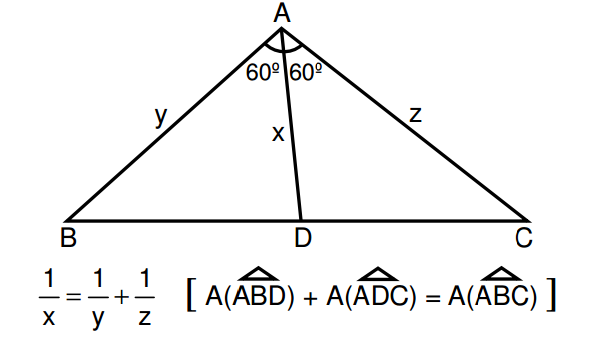 A
60º 60º
y
x
z
B
D
C
1/x = 1/y + 1/z [ A(ABD) + A(ADC) = A(ABC) ]